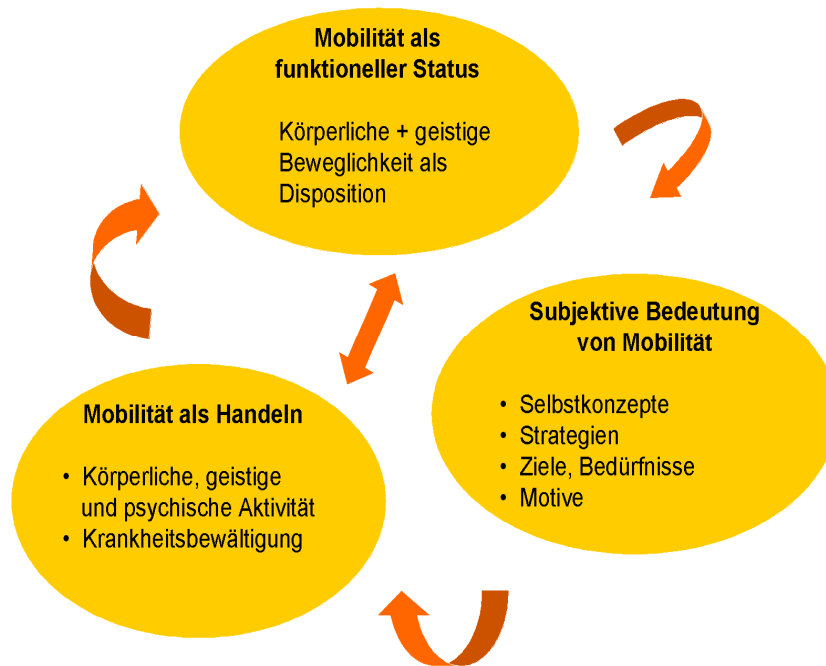 Mobilität als
funktioneller Status
Körperliche + geistige
Beweglichkeit als
Disposition
Subjektive Bedeutung
von Mobilität
• Selbstkonzepte
• Strategien
• Ziele, Bedürfnisse
• Motive
Mobilität als Handeln
• Körperliche, geistige
und psychische Aktivität
• Krankheitsbewältigung